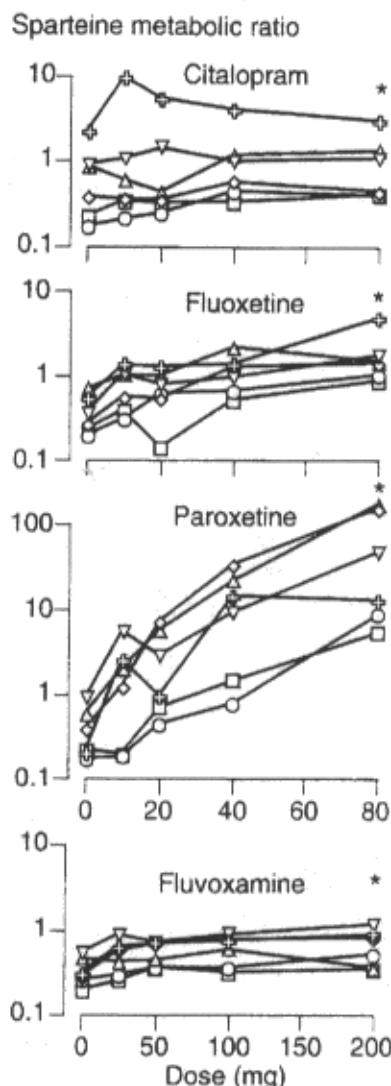 Sparteine metabolic ratio
10
Citalopram
*
1
0.1
10
Fluoxetine
*
1
0.1
100
Paroxetine
*
10
1
0.1
0 20 40 60 80
10
Fluvoxamine
*
1
0.1
0 50 100 150 200
Dose (mg)